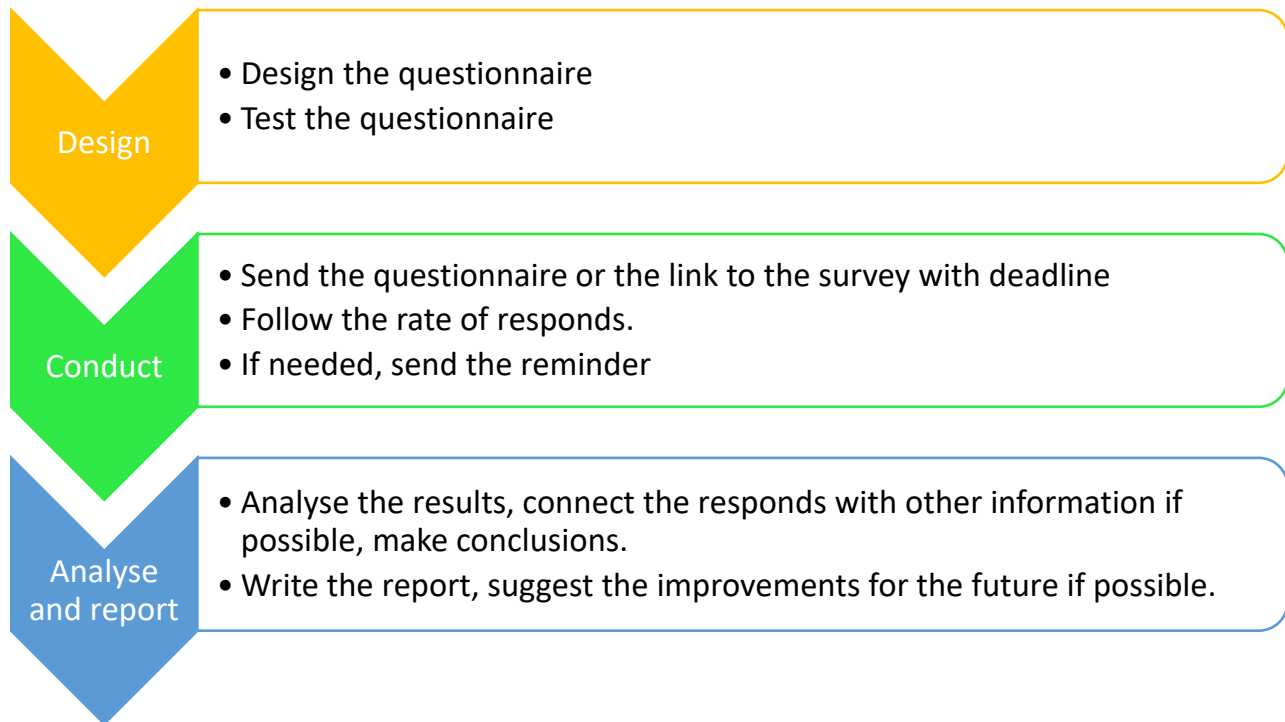 Design
• Design the questionnaire
• Test the questionnaire
Conduct
• Send the questionnaire or the link to the survey with deadline
• Follow the rate of responds.
• If needed, send the reminder
Analyse
and report
• Analyse the results, connect the responds with other information if
possible, make conclusions.
• Write the report, suggest the improvements for the future if possible.